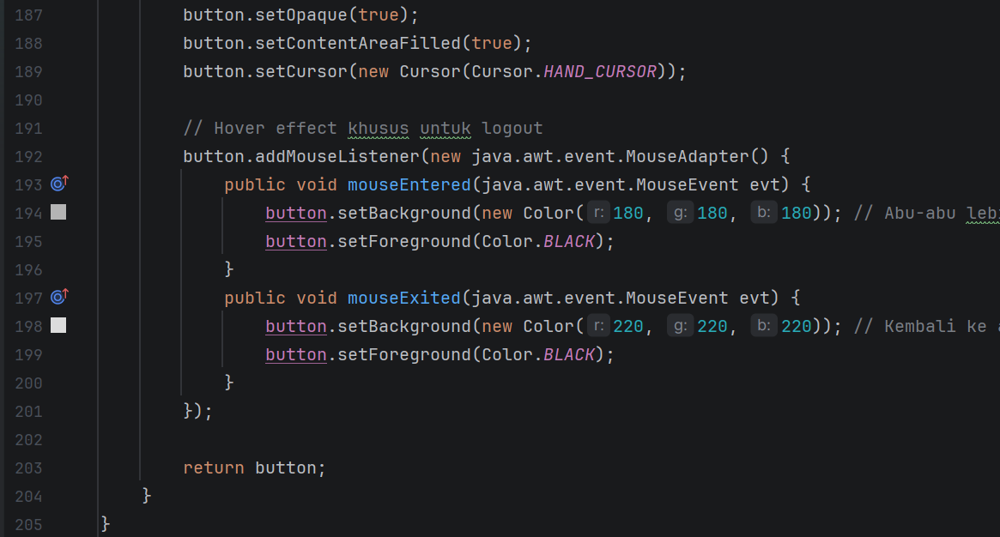 187 button.setOpaque(true);
188 button.setContentAreaFilled(true);
189 button.setCursor(new Cursor(Cursor.HAND_CURSOR));
190
191 // Hover effect khusus untuk logout
192 button.addMouseListener(new java.awt.event.MouseAdapter() {
193 public void mouseEntered(java.awt.event.MouseEvent evt) {
194 button.setBackground(new Color( r: 180, g: 180, b: 180)); // Abu-abu
195 button.setForeground(Color.BLACK);
196 }
197 public void mouseExited(java.awt.event.MouseEvent evt) {
198 button.setBackground(new Color( r: 220, g: 220, b: 220)); // Kembali ke
199 button.setForeground(Color.BLACK);
200 }
201 });
202
203 return button;
204 }
205 }